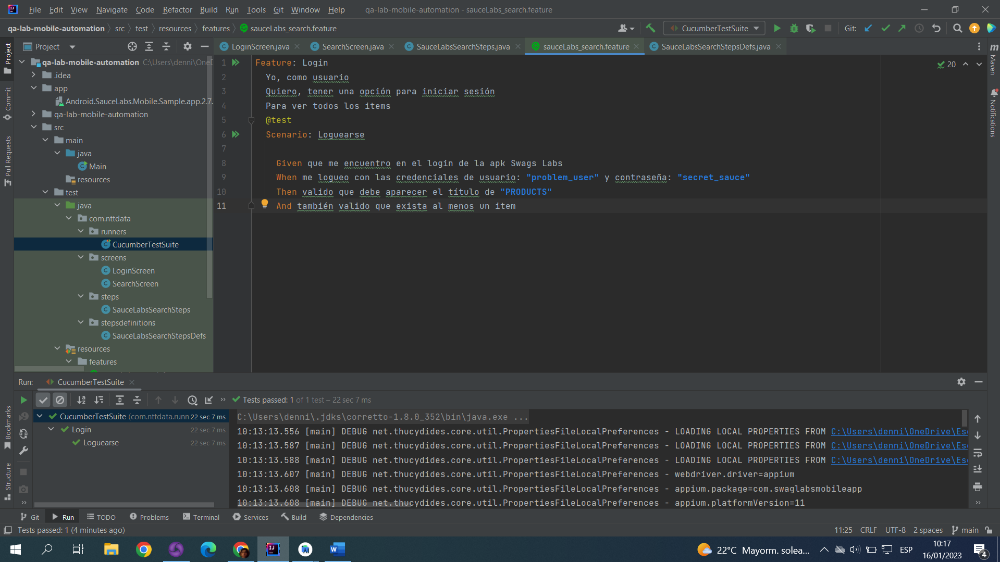 File Edit View Navigate Code Refactor Build Run Tools Git Window Help qa-lab-mobile-automation - sauceLabs_search.feature
qa-lab-mobile-automation src test resources features sauceLabs_search.feature CucumberTestSuite Git:
Project LoginScreen.java SearchScreen.java SauceLabsSearchSteps.java sauceLabs_search.feature SauceLabsSearchStepsDefs.java
Project
Commit
Pull Requests
Bookmarks
Structure
Maven
Notifications
qa-lab-mobile-automation C:\Users\denni\OneD
.idea
app
Android.SauceLabs.Mobile.Sample.app.2.7.
qa-lab-mobile-automation
src
main
java
Main
resources
test
java
com.nttdata
runners
CucumberTestSuite
screens
LoginScreen
SearchScreen
steps
SauceLabsSearchSteps
stepsdefinitions
SauceLabsSearchStepsDefs
resources
features
20
1 Feature: Login
2 Yo, como usuario
3 Quiero, tener una opción para iniciar sesión
4 Para ver todos los items
5 @test
6 Scenario: Loguearse
7
8 Given que me encuentro en el login de la apk Swags Labs
9 When me logueo con las credenciales de usuario: "problem_user" y contraseña: "secret_sauce"
10 Then valido que debe aparecer el título de "PRODUCTS"
11 And también valido que exista al menos un item
Run: CucumberTestSuite
Tests passed: 1 of 1 test – 22 sec 7 ms
CucumberTestSuite (com.nttdata.runn 22 sec 7 ms
Login 22 sec 7 ms
Loguearse 22 sec 7 ms
C:\Users\denni\.jdks\corretto-1.8.0_352\bin\java.exe ...
10:13:13.556 [main] DEBUG net.thucydides.core.util.PropertiesFileLocalPreferences - LOADING LOCAL PROPERTIES FROM C:\Users\denni\OneDrive\Esc
10:13:13.587 [main] DEBUG net.thucydides.core.util.PropertiesFileLocalPreferences - LOADING LOCAL PROPERTIES FROM C:\Users\denni\OneDrive\Esc
10:13:13.588 [main] DEBUG net.thucydides.core.util.PropertiesFileLocalPreferences - LOADING LOCAL PROPERTIES FROM C:\Users\denni\OneDrive\Esc
10:13:13.607 [main] DEBUG net.thucydides.core.util.PropertiesFileLocalPreferences - webdriver.driver=appium
10:13:13.608 [main] DEBUG net.thucydides.core.util.PropertiesFileLocalPreferences - appium.package=com.swaglabsmobileapp
10:13:13.608 [main] DEBUG net.thucydides.core.util.PropertiesFileLocalPreferences - appium.platformVersion=11
Git Run TODO Problems Terminal Services Build Dependencies
Tests passed: 1 (4 minutes ago) 11:25 CRLF UTF-8 2 spaces main
22°C Mayorm. solea... ESP
10:17
16/01/2023
4